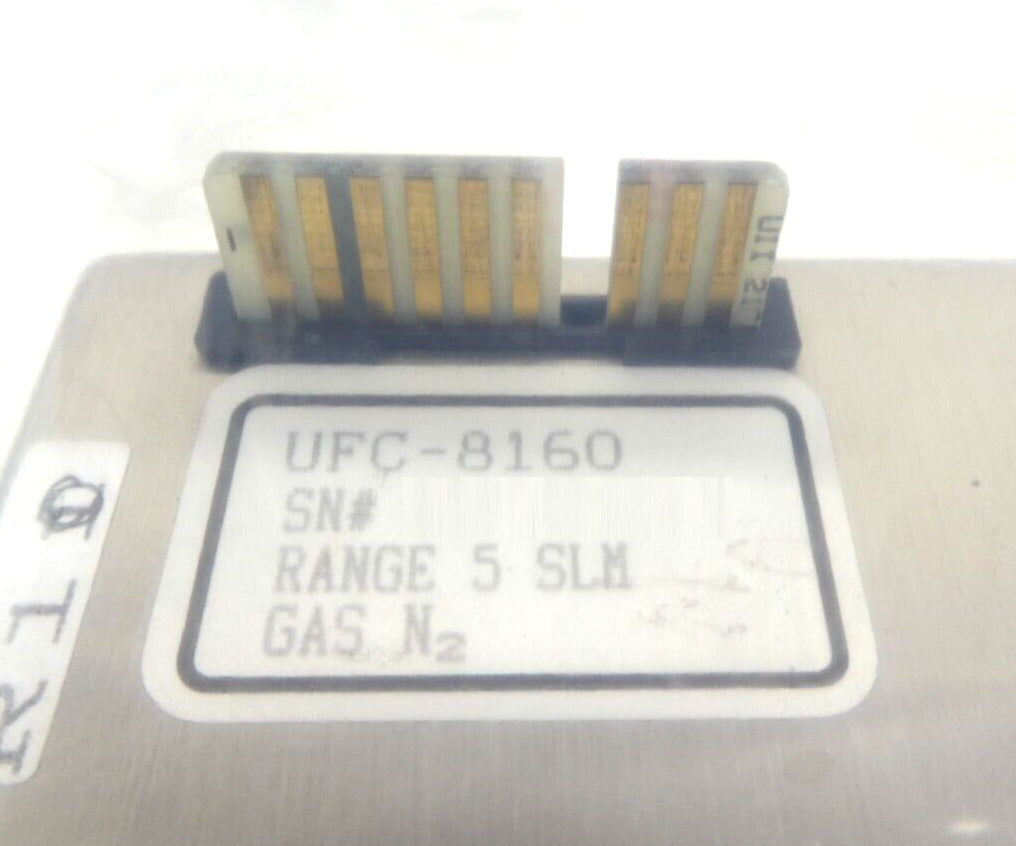 UFC-8160
SN#
RANGE 5 SLM
GAS N₂